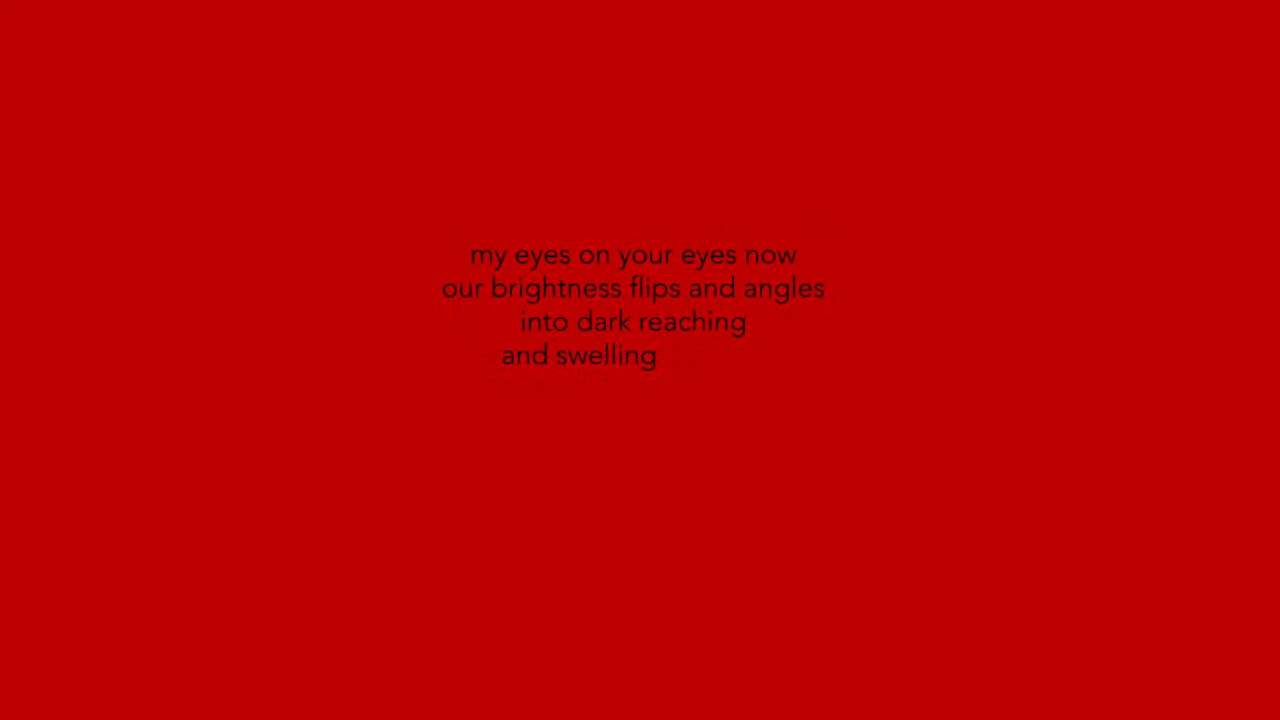 my eyes on your eyes now
our brightness flips and angles
into dark reaching
and swelling